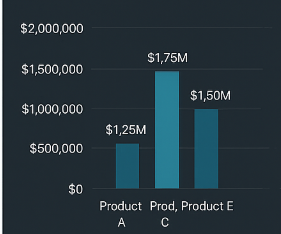 $2,000,000
$1,500,000
$1,000,000
$500,000
$0
$1,25M
$1,75M
$1,50M
Product Prod, Product E
A C